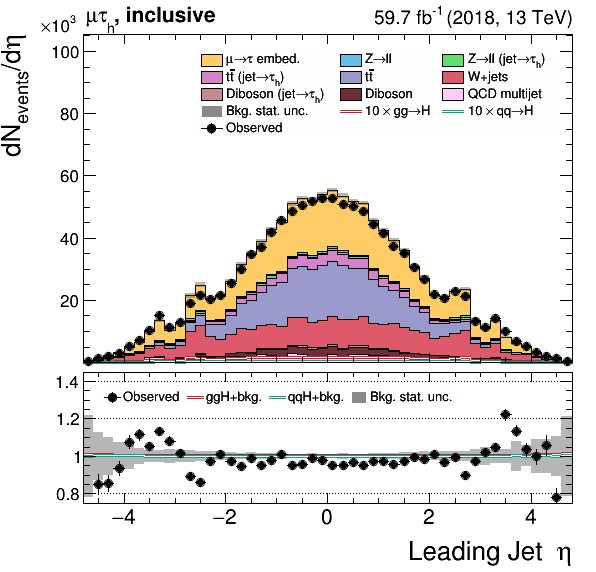 μτh, inclusive 59.7 fb⁻¹ (2018, 13 TeV)
×10³
dNevents/dη
100
80
60
40
20
μ→τ embed. Z→ll Z→ll (jet→τh)
tt̄ (jet→τh) tt̄ W+jets
Diboson (jet→τh) Diboson QCD multijet
Bkg. stat. unc. 10 × gg→H 10 × qq→H
Observed
1.4
1.2
1
0.8
Observed ggH+bkg. qqH+bkg. Bkg. stat. unc.
−4 −2 0 2 4
Leading Jet η